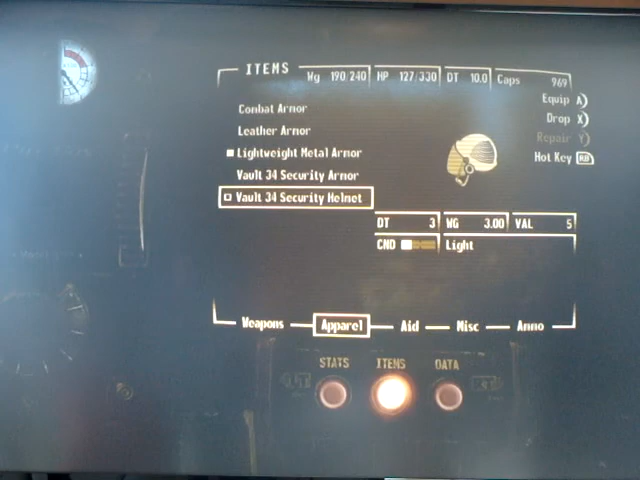 ITEMS Wg 190/240 HP 127/330 DT 10.0 Caps 969
Equip A)
Drop X)
Repair Y)
Hot Key RB
Combat Armor
Leather Armor
Lightweight Metal Armor
Vault 34 Security Armor
Vault 34 Security Helmet
DT 3 WG 3.00 VAL 5
CND Light
Weapons Apparel Aid Misc Ammo
STATS ITEMS DATA